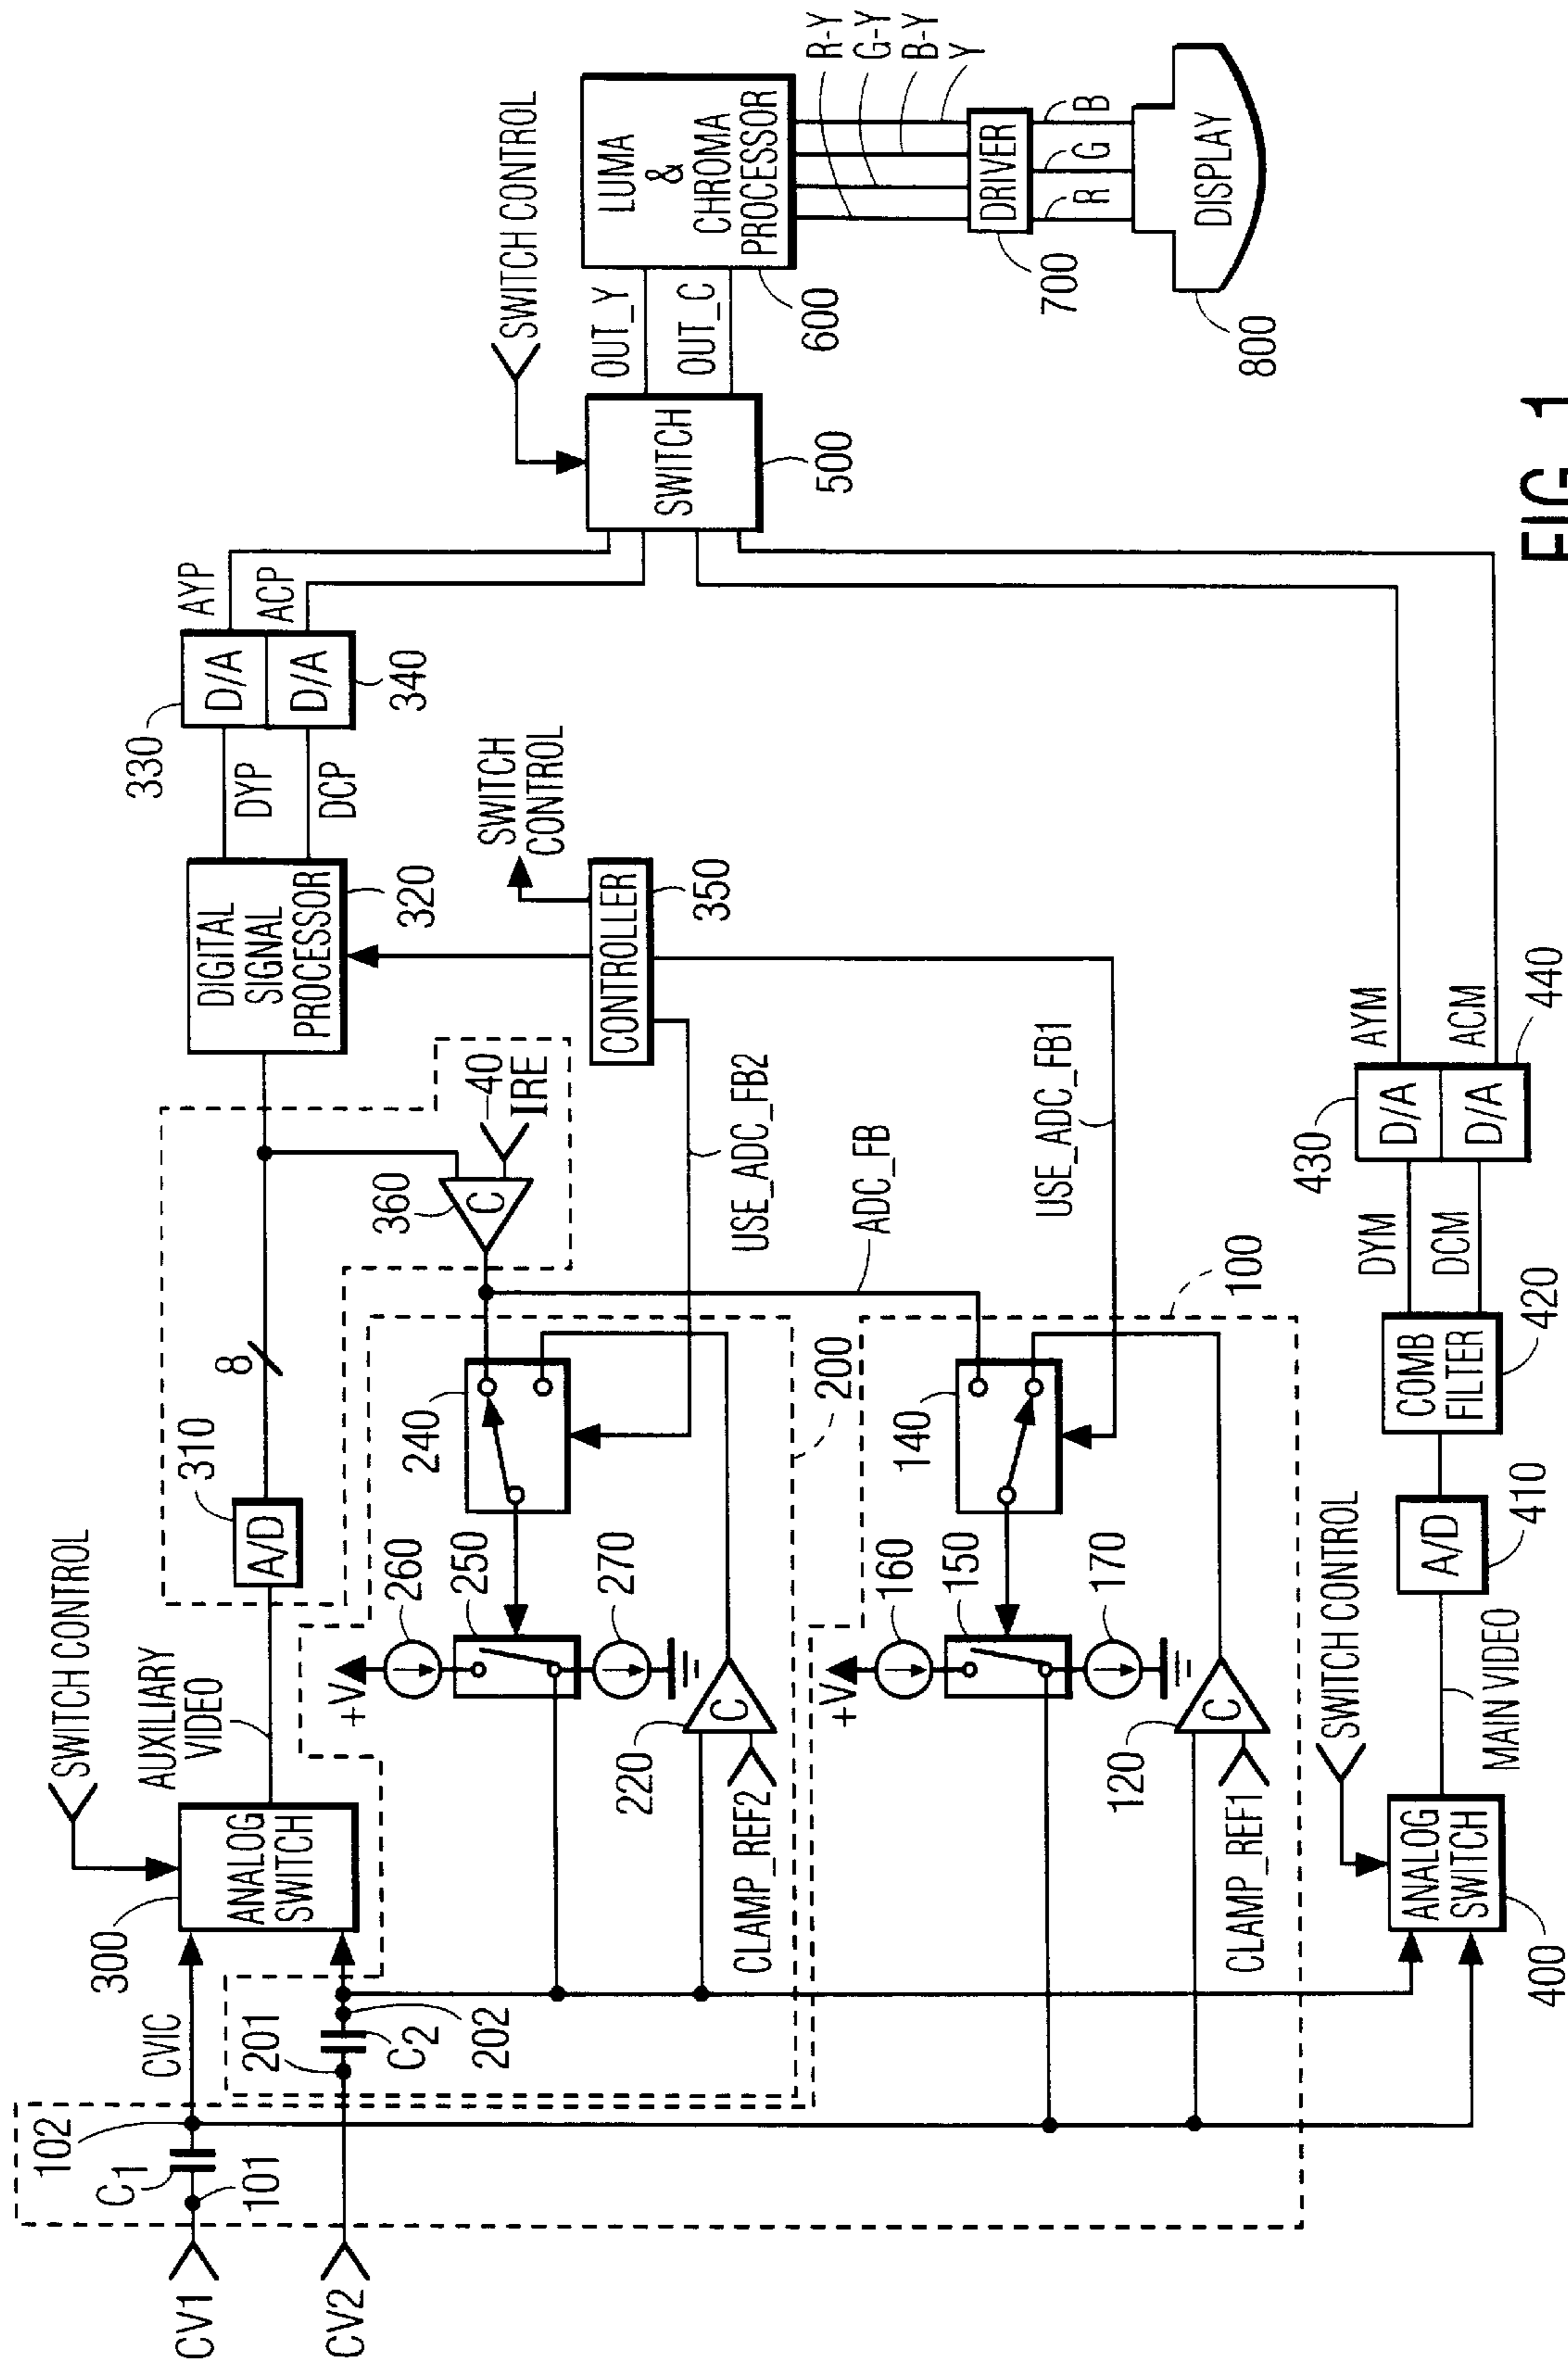 CV1
CV2
C1
101
102
CVIC
201
C2
202
300
ANALOG
SWITCH
SWITCH CONTROL
AUXILIARY
VIDEO
A/D
310
8
DIGITAL
SIGNAL
PROCESSOR
320
DYP
DCP
330
D/A
D/A
340
AYP
ACP
360
C
-40
IRE
CONTROLLER
350
SWITCH
CONTROL
USE_ADC_FB2
ADC_FB
USE_ADC_FB1
+V
260
250
270
240
200
220
C
CLAMP_REF2
+V
160
150
170
140
100
120
C
CLAMP_REF1
400
ANALOG
SWITCH
SWITCH CONTROL
MAIN VIDEO
A/D
410
COMB
FILTER
420
DYM
DCM
430
D/A
D/A
440
AYM
ACM
SWITCH CONTROL
SWITCH
500
OUT_Y
OUT_C
LUMA
&
CHROMA
PROCESSOR
600
R-Y
G-Y
B-Y
Y
DRIVER
700
R
G
B
DISPLAY
800
FIG. 1